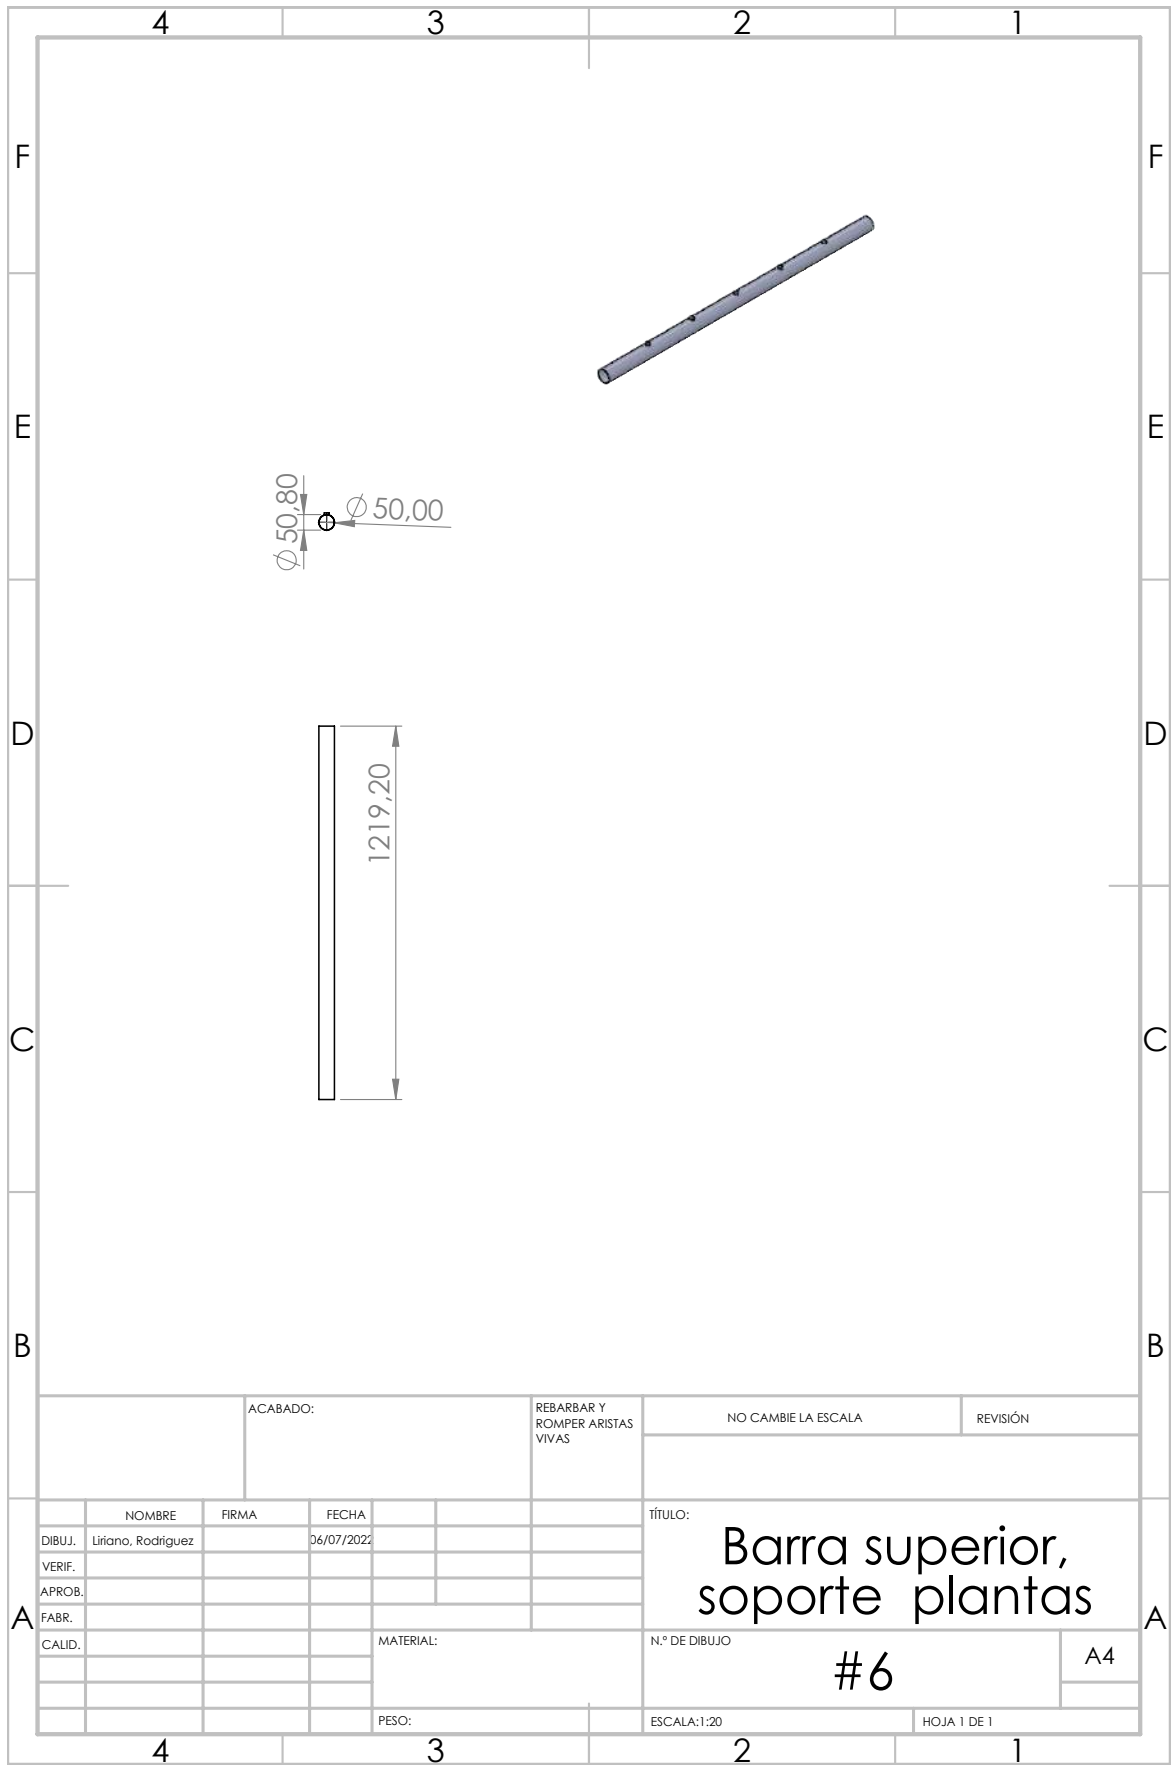 4 3 2 1
F F
E E
Ø 50,80
Ø 50,00
D D
1219,20
C C
B B
ACABADO:
REBARBAR Y
ROMPER ARISTAS
VIVAS
NO CAMBIE LA ESCALA
REVISIÓN
NOMBRE FIRMA FECHA
DIBUJ. Liriano, Rodriguez 06/07/2022
VERIF.
APROB.
FABR.
CALID.
TÍTULO:
Barra superior,
soporte plantas
A A
MATERIAL:
N.º DE DIBUJO
#6
A4
PESO:
ESCALA:1:20
HOJA 1 DE 1
4 3 2 1